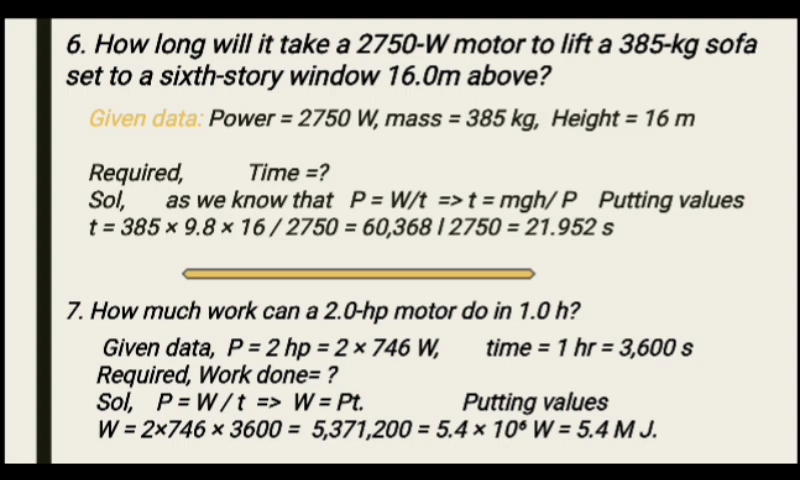 6. How long will it take a 2750-W motor to lift a 385-kg sofa
set to a sixth-story window 16.0m above?
Given data: Power = 2750 W, mass = 385 kg, Height = 16 m
Required, Time =?
Sol, as we know that P = W/t => t = mgh/ P Putting values
t = 385 × 9.8 × 16 / 2750 = 60,368 l 2750 = 21.952 s
7. How much work can a 2.0-hp motor do in 1.0 h?
Given data, P = 2 hp = 2 × 746 W, time = 1 hr = 3,600 s
Required, Work done= ?
Sol, P = W / t => W = Pt. Putting values
W = 2×746 × 3600 = 5,371,200 = 5.4 × 10⁶ W = 5.4 M J.